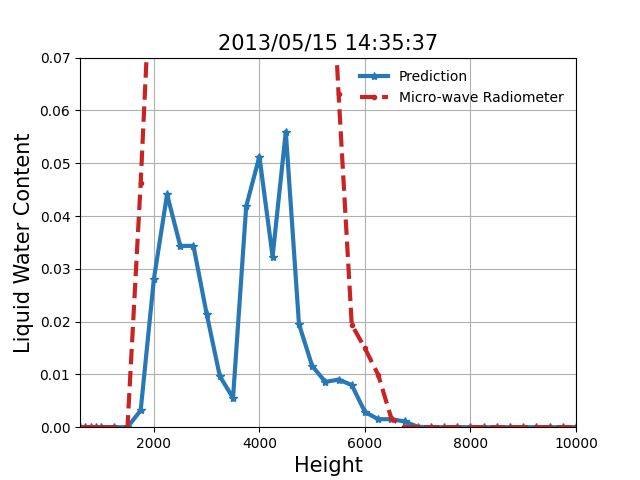 2013/05/15 14:35:37
Prediction
Micro-wave Radiometer
Liquid Water Content
0.07
0.06
0.05
0.04
0.03
0.02
0.01
0.00
2000 4000 6000 8000 10000
Height